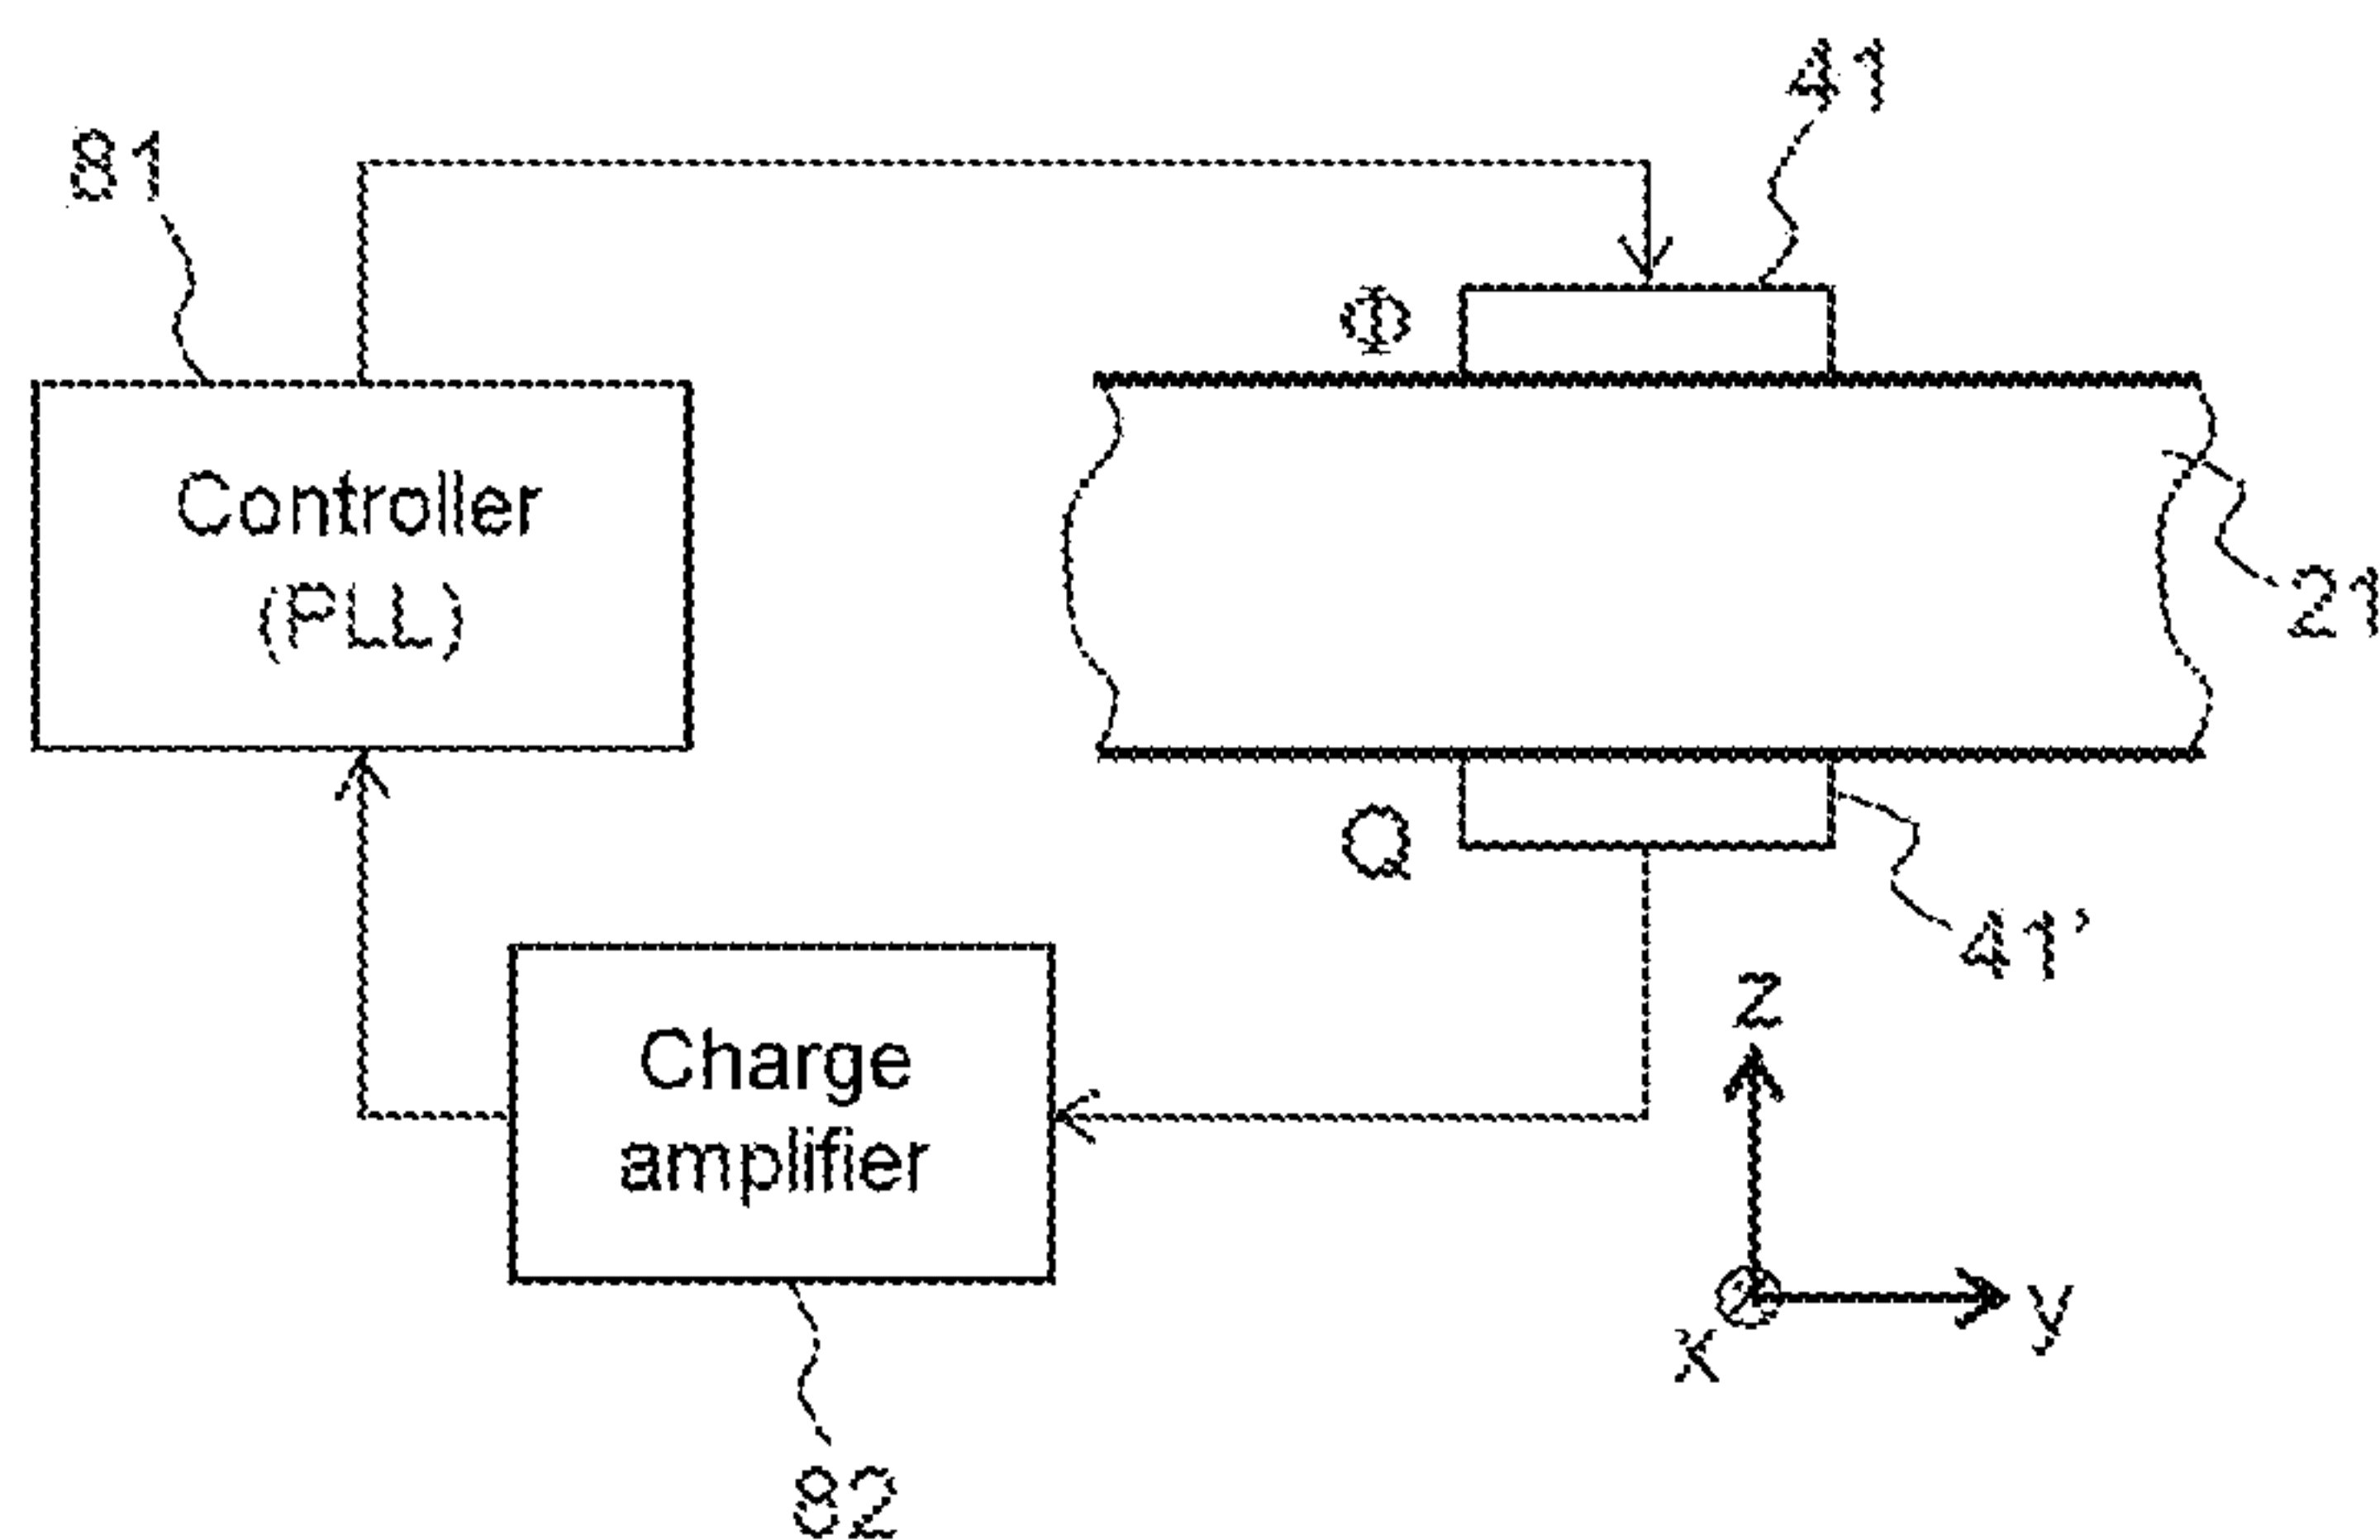 41
81
Φ
Controller
(PLL)
21
Q
41'
z
Charge
amplifier
y
x
82